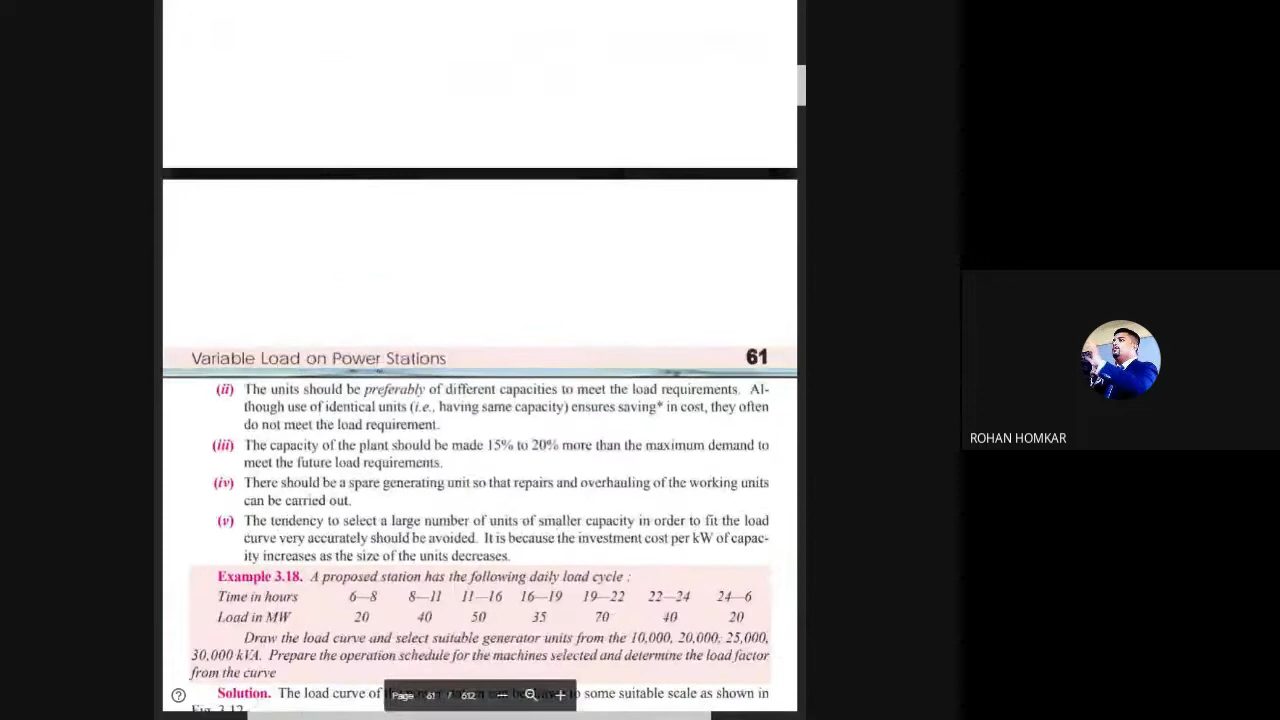 Variable Load on Power Stations 61
(ii) The units should be preferably of different capacities to meet the load requirements. Al-
though use of identical units (i.e., having same capacity) ensures saving* in cost, they often
do not meet the load requirement.
(iii) The capacity of the plant should be made 15% to 20% more than the maximum demand to
meet the future load requirements.
(iv) There should be a spare generating unit so that repairs and overhauling of the working units
can be carried out.
(v) The tendency to select a large number of units of smaller capacity in order to fit the load
curve very accurately should be avoided. It is because the investment cost per kW of capac-
ity increases as the size of the units decreases.
Example 3.18. A proposed station has the following daily load cycle :
Time in hours 6—8 8—11 11—16 16—19 19—22 22—24 24—6
Load in MW 20 40 50 35 70 40 20
Draw the load curve and select suitable generator units from the 10,000, 20,000, 25,000,
30,000 kVA. Prepare the operation schedule for the machines selected and determine the load factor
from the curve
Solution. The load curve of to some suitable scale as shown in
Fig. 3.12
Page 61 / 612
ROHAN HOMKAR